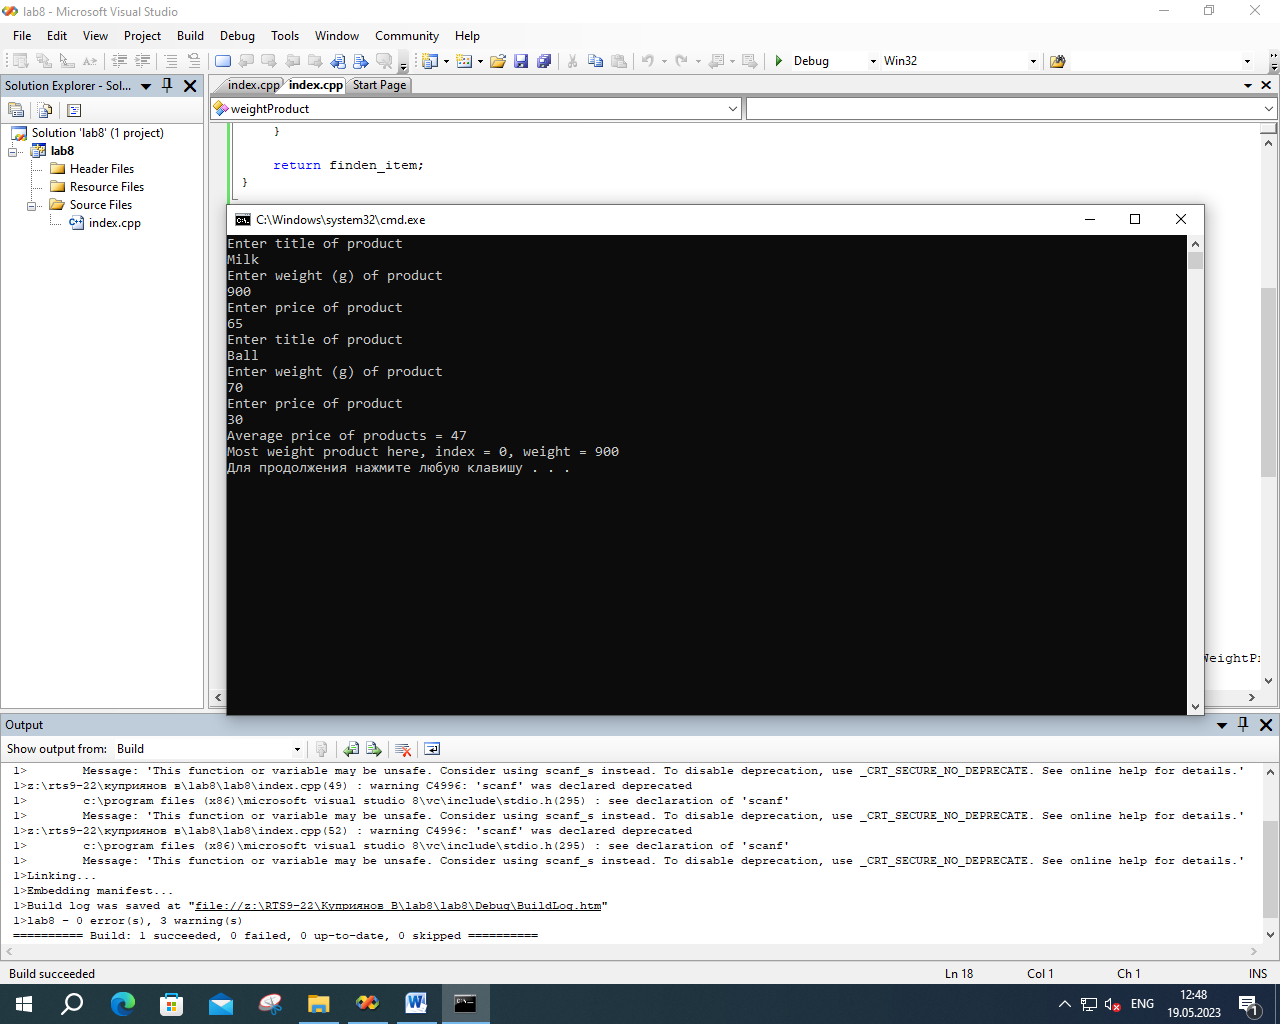 lab8 - Microsoft Visual Studio
File Edit View Project Build Debug Tools Window Community Help
Debug Win32
Solution Explorer - Sol...
index.cpp index.cpp Start Page
weightProduct
Solution 'lab8' (1 project)
lab8
Header Files
Resource Files
Source Files
index.cpp
}
return finden_item;
}
C:\Windows\system32\cmd.exe
Enter title of product
Milk
Enter weight (g) of product
900
Enter price of product
65
Enter title of product
Ball
Enter weight (g) of product
70
Enter price of product
30
Average price of products = 47
Most weight product here, index = 0, weight = 900
Для продолжения нажмите любую клавишу . . .
WeightPr
Output
Show output from: Build
1> Message: 'This function or variable may be unsafe. Consider using scanf_s instead. To disable deprecation, use _CRT_SECURE_NO_DEPRECATE. See online help for details.'
1>z:\rts9-22\куприянов в\lab8\lab8\index.cpp(49) : warning C4996: 'scanf' was declared deprecated
1> c:\program files (x86)\microsoft visual studio 8\vc\include\stdio.h(295) : see declaration of 'scanf'
1> Message: 'This function or variable may be unsafe. Consider using scanf_s instead. To disable deprecation, use _CRT_SECURE_NO_DEPRECATE. See online help for details.'
1>z:\rts9-22\куприянов в\lab8\lab8\index.cpp(52) : warning C4996: 'scanf' was declared deprecated
1> c:\program files (x86)\microsoft visual studio 8\vc\include\stdio.h(295) : see declaration of 'scanf'
1> Message: 'This function or variable may be unsafe. Consider using scanf_s instead. To disable deprecation, use _CRT_SECURE_NO_DEPRECATE. See online help for details.'
1>Linking...
1>Embedding manifest...
1>Build log was saved at "file://z:\RTS9-22\Куприянов В\lab8\lab8\Debug\BuildLog.htm"
1>lab8 - 0 error(s), 3 warning(s)
========== Build: 1 succeeded, 0 failed, 0 up-to-date, 0 skipped ==========
Build succeeded Ln 18 Col 1 Ch 1 INS
ENG
12:48
19.05.2023
1